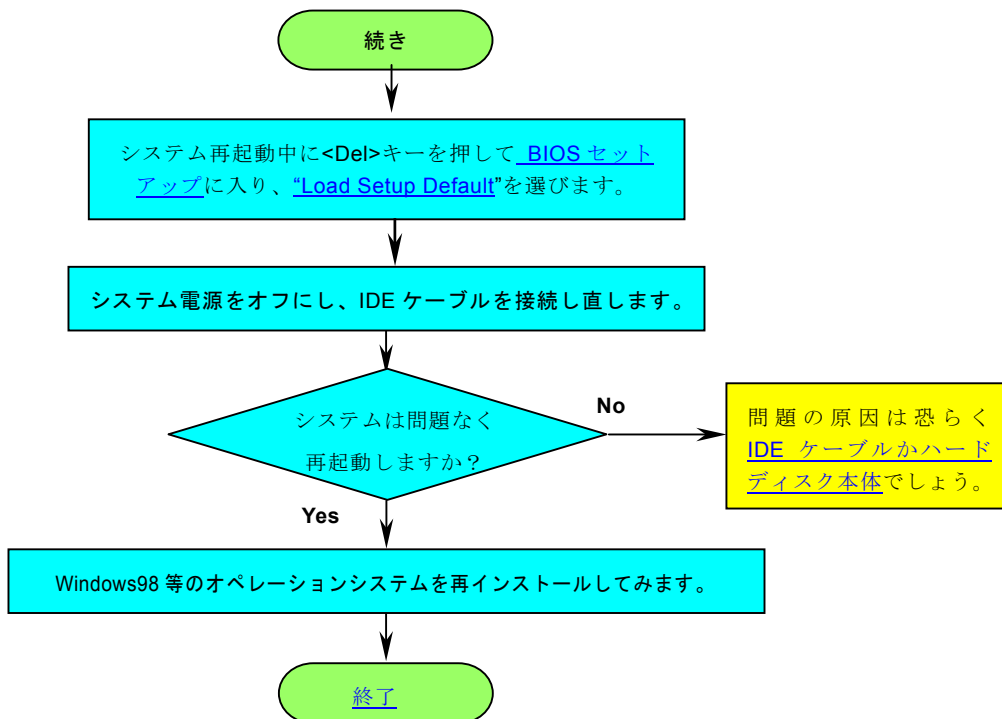 続き
システム再起動中に<Del>キーを押して BIOS セット
アップに入り、“Load Setup Default”を選びます。
システム電源をオフにし、IDE ケーブルを接続し直します。
システムは問題なく
再起動しますか？
No
問題の原因は恐らく
IDE ケーブルかハード
ディスク本体でしょう。
Yes
Windows98 等のオペレーションシステムを再インストールしてみます。
終了